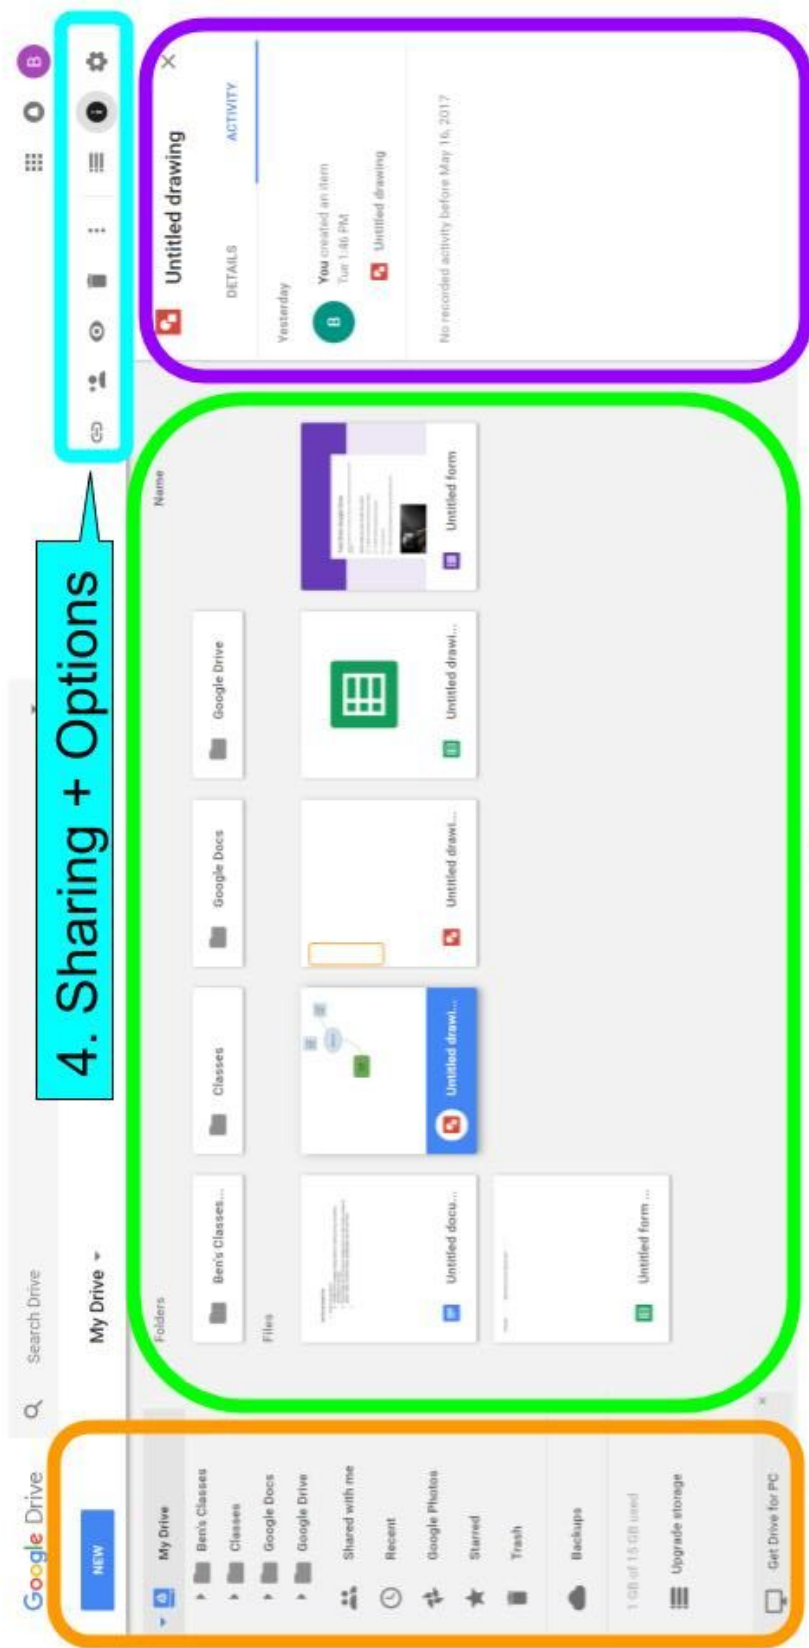 Google Drive
Search Drive
B
4. Sharing + Options
NEW
My Drive
My Drive
Ben's Classes
Classes
Google Docs
Google Drive
Shared with me
Recent
Google Photos
Starred
Trash
Backups
1 GB of 15 GB used
Upgrade storage
Get Drive for PC
Folders
Name
Ben's Classes...
Classes
Google Docs
Google Drive
Files
Untitled docu...
Untitled drawi...
Untitled drawi...
Untitled drawi...
Untitled form
Untitled form ...
Untitled drawing
DETAILS
ACTIVITY
Yesterday
B
You created an item
Tue 1:46 PM
Untitled drawing
No recorded activity before May 16, 2017